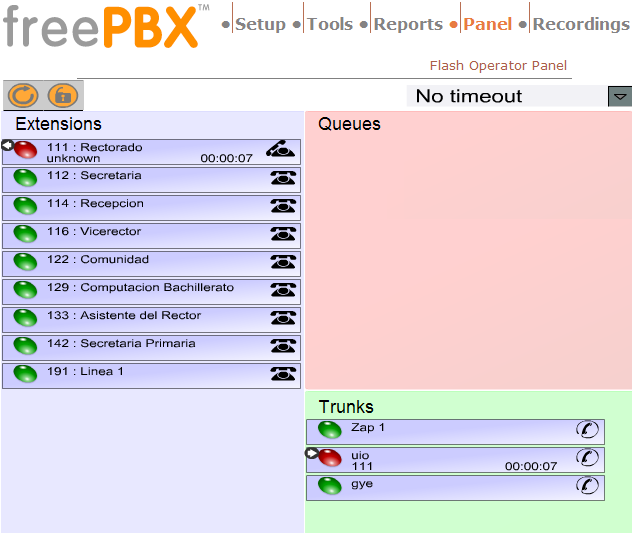 freePBX™
Setup Tools Reports Panel Recordings
Flash Operator Panel
No timeout
Extensions
111 : Rectorado
unknown 00:00:07
112 : Secretaria
114 : Recepcion
116 : Vicerector
122 : Comunidad
129 : Computacion Bachillerato
133 : Asistente del Rector
142 : Secretaria Primaria
191 : Linea 1
Queues
Trunks
Zap 1
uio
111 00:00:07
gye